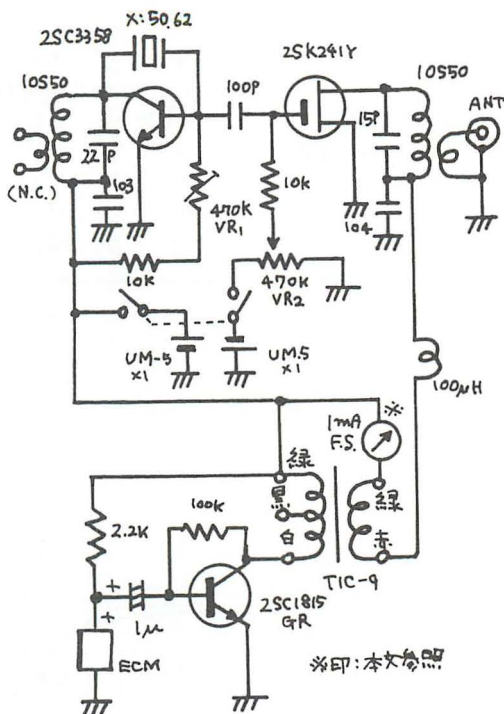 X:50.62
2SC3358
2SK241Y
10S50
100P
10S50
ANT
22P
15P
(N.C.)
103
470K
VR1
10k
104
10k
470K
VR2
UM-5
×1
UM.5
×1
100μH
※
1mA
F.S.
緑
100k
黒
緑
2.2K
白
赤
TIC-9
+
1μ
2SC1815
GR
+
ECM
※印:本文参照